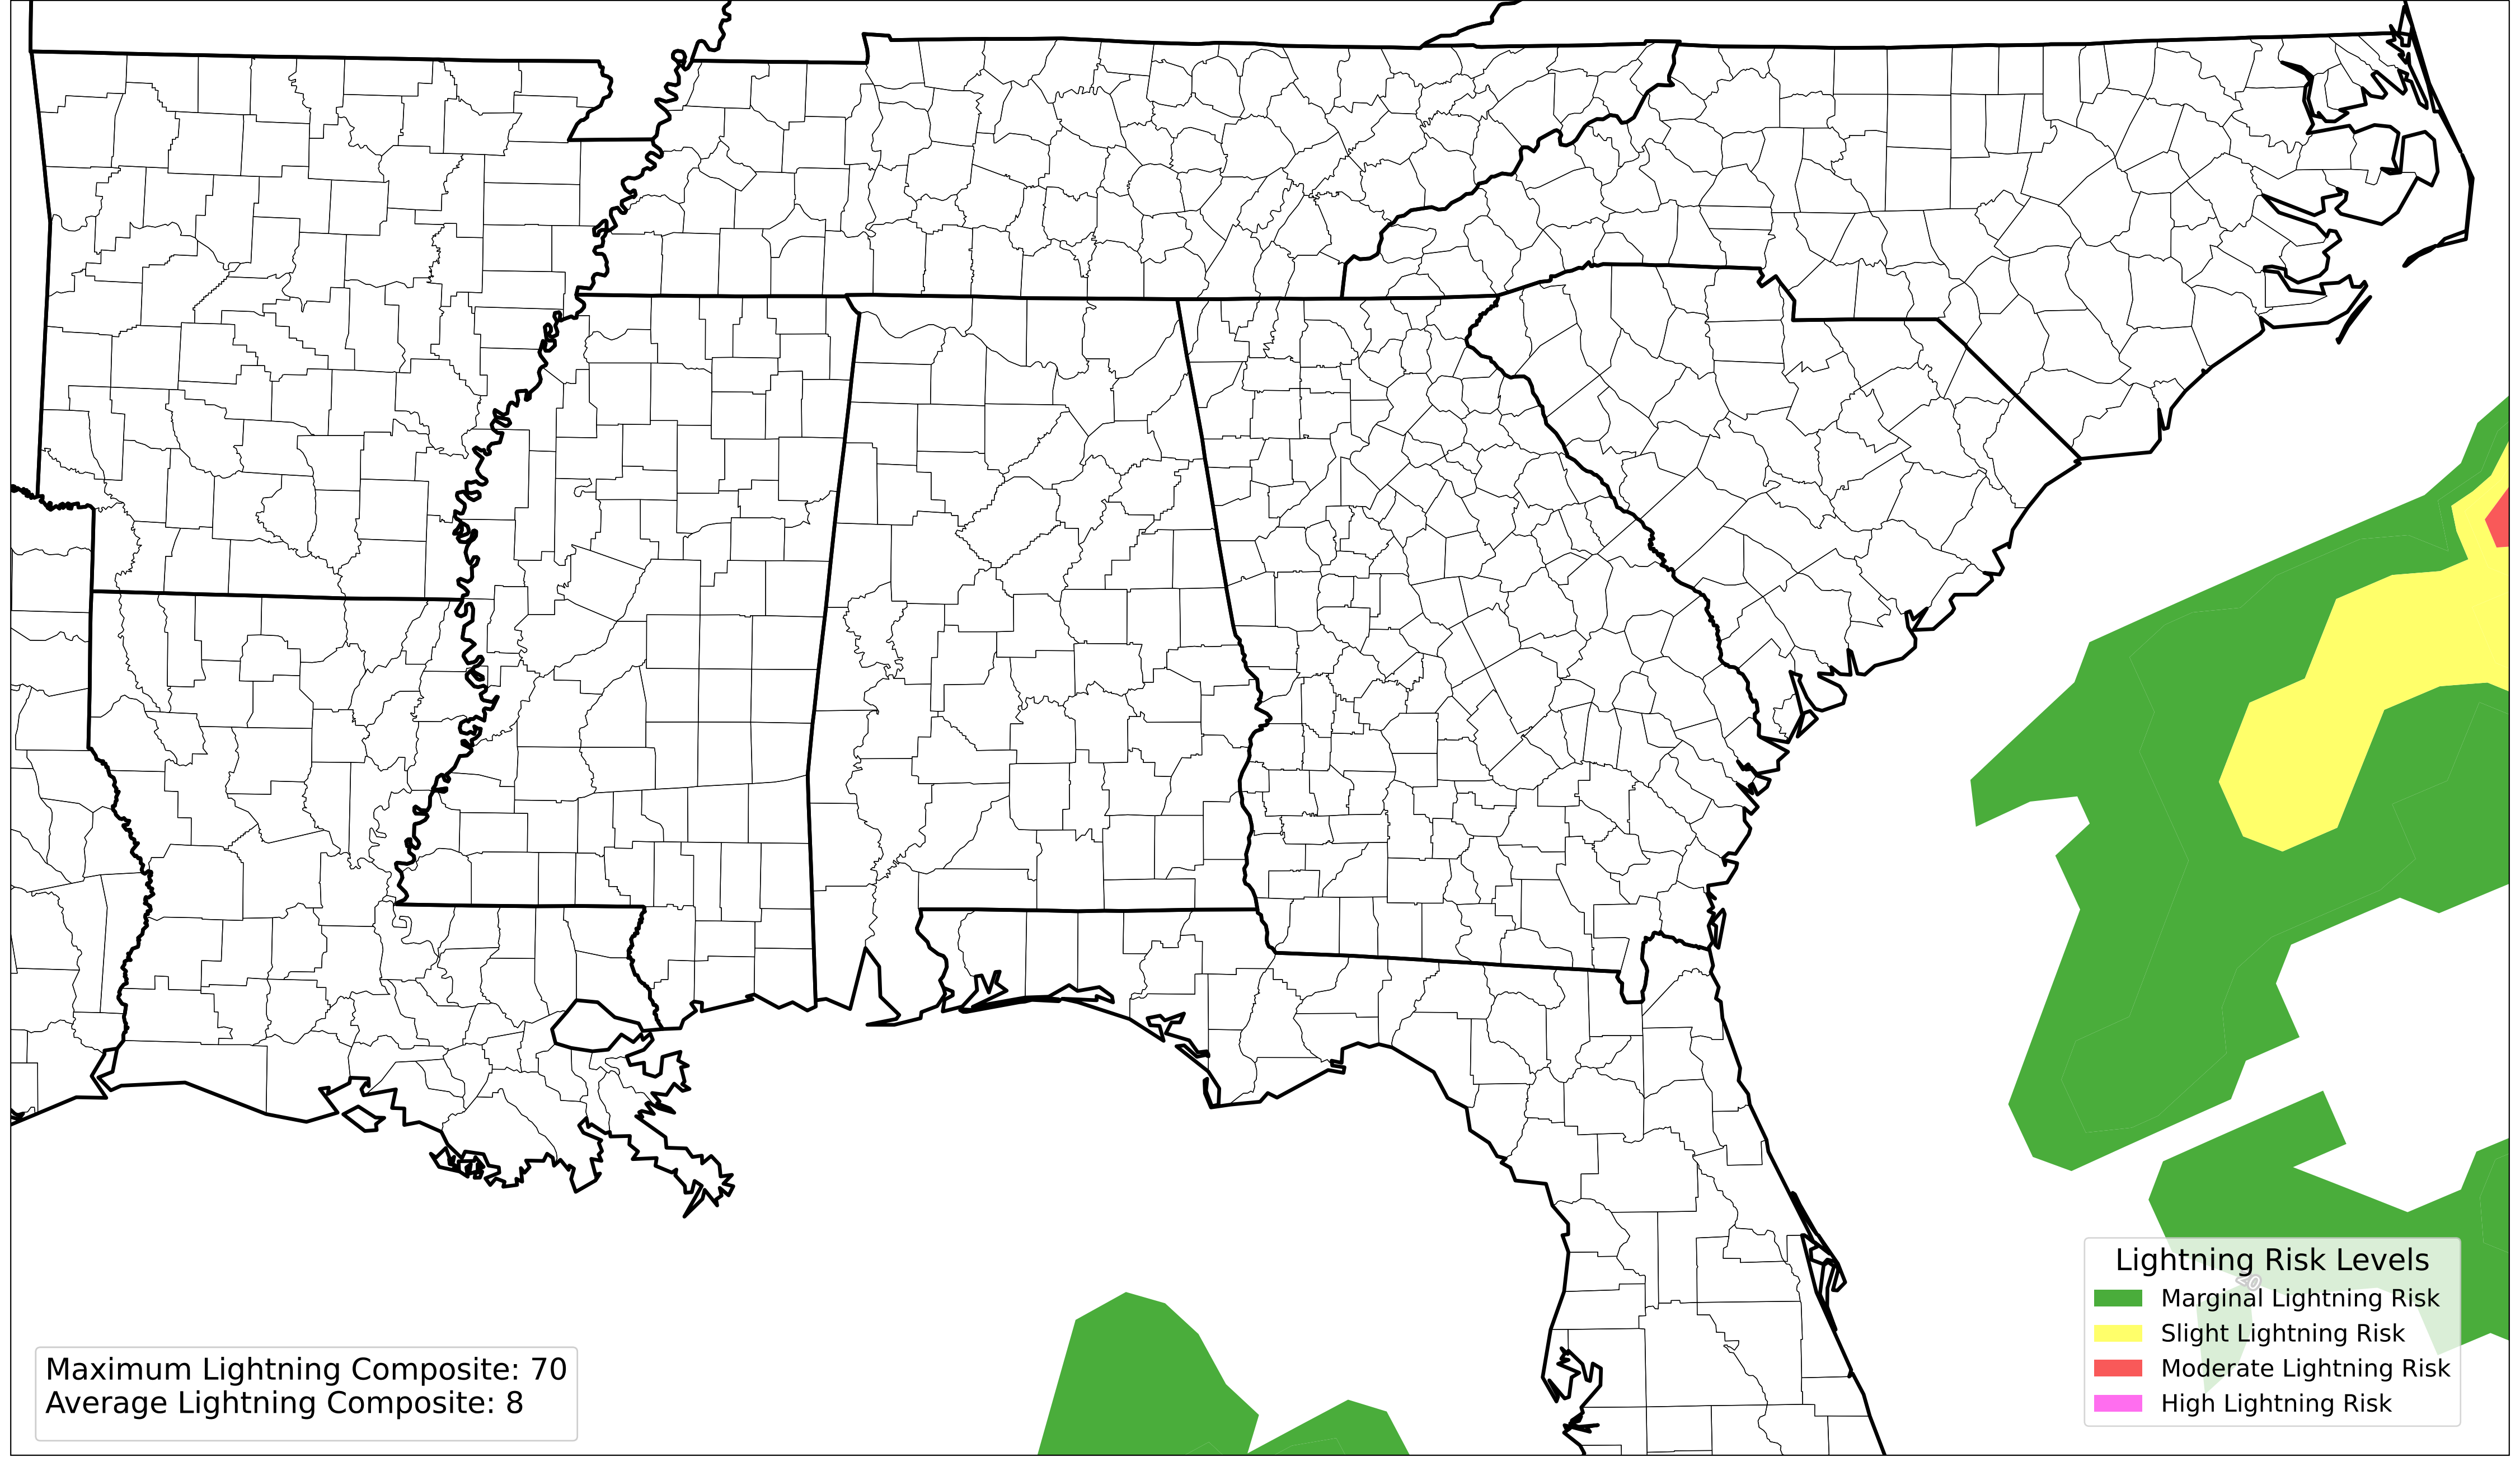 Maximum Lightning Composite: 70
Average Lightning Composite: 8
Lightning Risk Levels
20
Marginal Lightning Risk
Slight Lightning Risk
Moderate Lightning Risk
High Lightning Risk